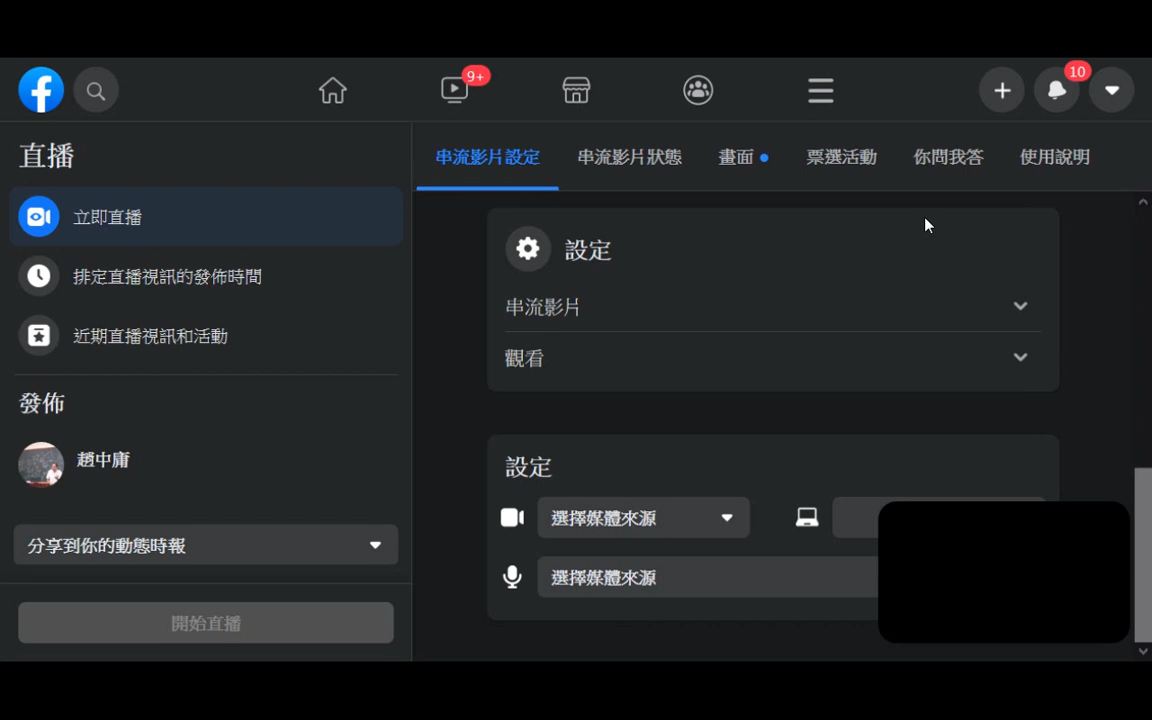 9+
10
直播
立即直播
排定直播視訊的發佈時間
近期直播視訊和活動
發佈
趙中庸
分享到你的動態時報
開始直播
串流影片設定
串流影片狀態
畫面
票選活動
你問我答
使用說明
設定
串流影片
觀看
設定
選擇媒體來源
選擇媒體來源